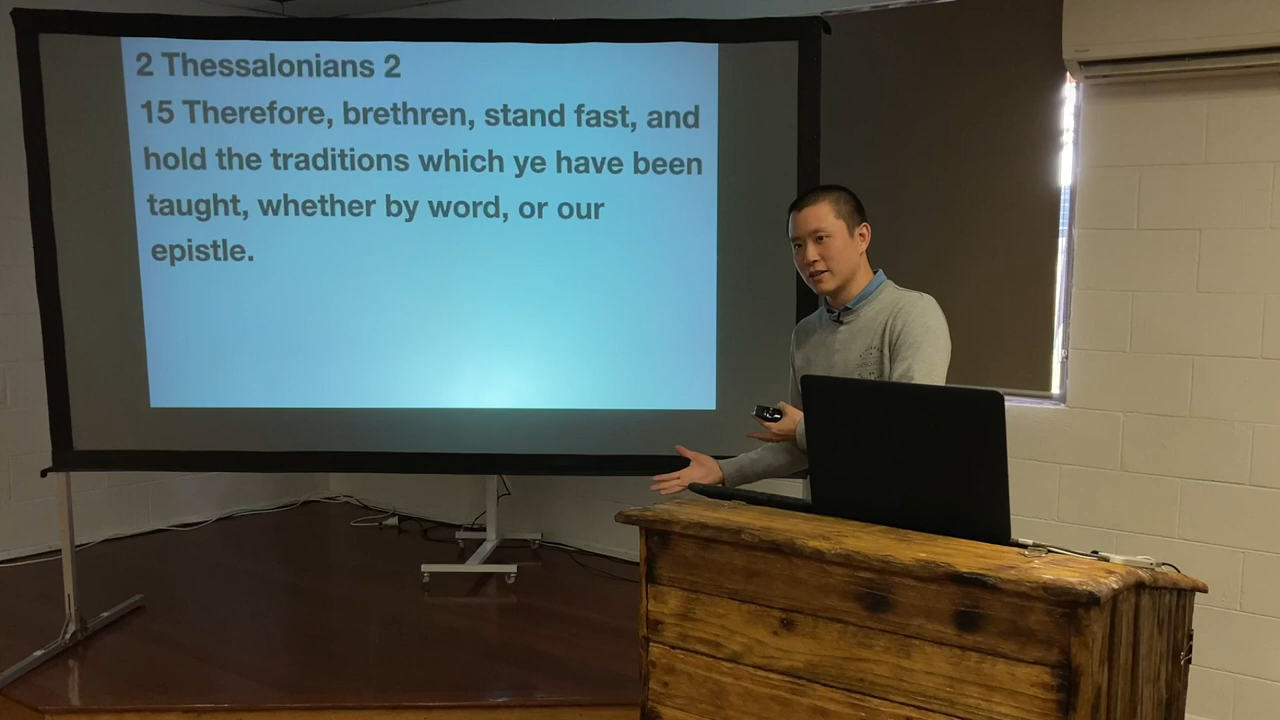 2 Thessalonians 2
15 Therefore, brethren, stand fast, and
hold the traditions which ye have been
taught, whether by word, or our
epistle.